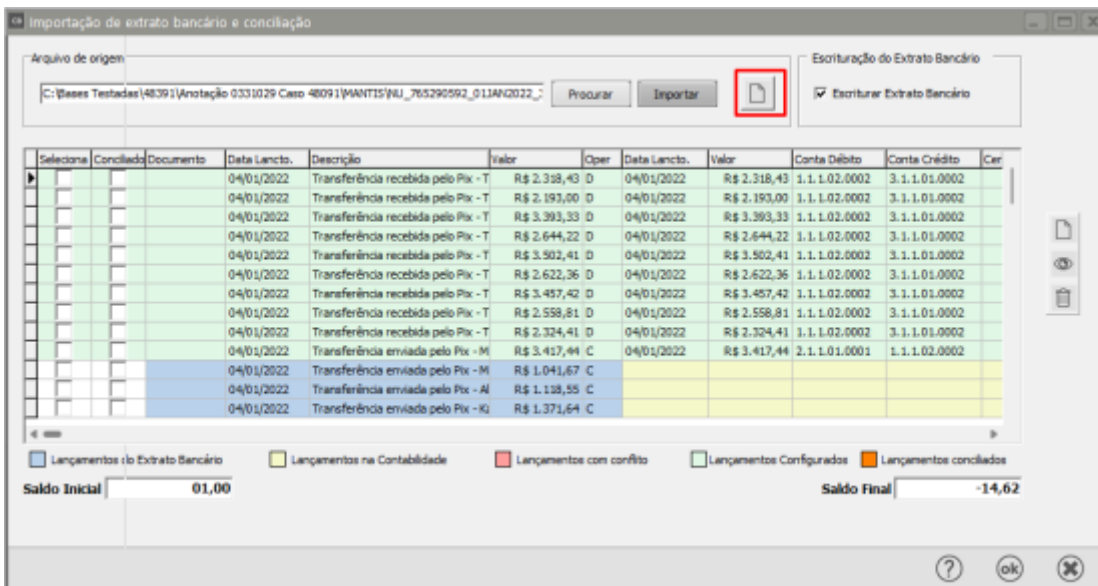 Importação de extrato bancário e conciliação
Arquivo de origem
Escrituração do Extrato Bancário
C:\Bases Testadas\48391\Anotação 0331029 Caso 48091\MANTIS\NU_765290592_01JAN2022_
Procurar Importar
Escriturar Extrato Bancário
Seleciona Conciliado Documento Data Lancto. Descrição Valor Oper Data Lancto. Valor Conta Débito Conta Crédito Cer
04/01/2022 Transferência recebida pelo Pix - T R$ 2.318,43 D 04/01/2022 R$ 2.318,43 1.1.1.02.0002 3.1.1.01.0002
04/01/2022 Transferência recebida pelo Pix - T R$ 2.193,00 D 04/01/2022 R$ 2.193,00 1.1.1.02.0002 3.1.1.01.0002
04/01/2022 Transferência recebida pelo Pix - T R$ 3.393,33 D 04/01/2022 R$ 3.393,33 1.1.1.02.0002 3.1.1.01.0002
04/01/2022 Transferência recebida pelo Pix - T R$ 2.644,22 D 04/01/2022 R$ 2.644,22 1.1.1.02.0002 3.1.1.01.0002
04/01/2022 Transferência recebida pelo Pix - T R$ 3.502,41 D 04/01/2022 R$ 3.502,41 1.1.1.02.0002 3.1.1.01.0002
04/01/2022 Transferência recebida pelo Pix - T R$ 2.622,36 D 04/01/2022 R$ 2.622,36 1.1.1.02.0002 3.1.1.01.0002
04/01/2022 Transferência recebida pelo Pix - T R$ 3.457,42 D 04/01/2022 R$ 3.457,42 1.1.1.02.0002 3.1.1.01.0002
04/01/2022 Transferência recebida pelo Pix - T R$ 2.558,81 D 04/01/2022 R$ 2.558,81 1.1.1.02.0002 3.1.1.01.0002
04/01/2022 Transferência recebida pelo Pix - T R$ 2.324,41 D 04/01/2022 R$ 2.324,41 1.1.1.02.0002 3.1.1.01.0002
04/01/2022 Transferência enviada pelo Pix - M R$ 3.417,44 C 04/01/2022 R$ 3.417,44 2.1.1.01.0001 1.1.1.02.0002
04/01/2022 Transferência enviada pelo Pix - M R$ 1.041,67 C
04/01/2022 Transferência enviada pelo Pix - Al R$ 1.118,55 C
04/01/2022 Transferência enviada pelo Pix - Ka R$ 1.371,64 C
Lançamentos do Extrato Bancário Lançamentos na Contabilidade Lançamentos com conflito Lançamentos Configurados Lançamentos conciliados
Saldo Inicial 01,00 Saldo Final -14,62
? ok